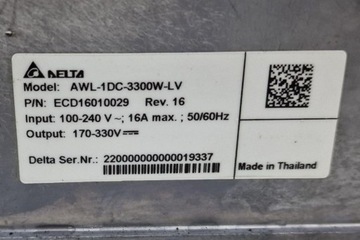 DELTA
Model: AWL-1DC-3300W-LV
P/N: ECD16010029 Rev. 16
Input: 100-240 V ~; 16A max. ; 50/60Hz
Output: 170-330V⎓
Delta Ser.Nr.: 220000000000019337
Made in Thailand